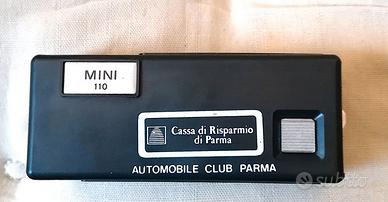 MINI
110
Cassa di Risparmio
di Parma
AUTOMOBILE CLUB PARMA
subito